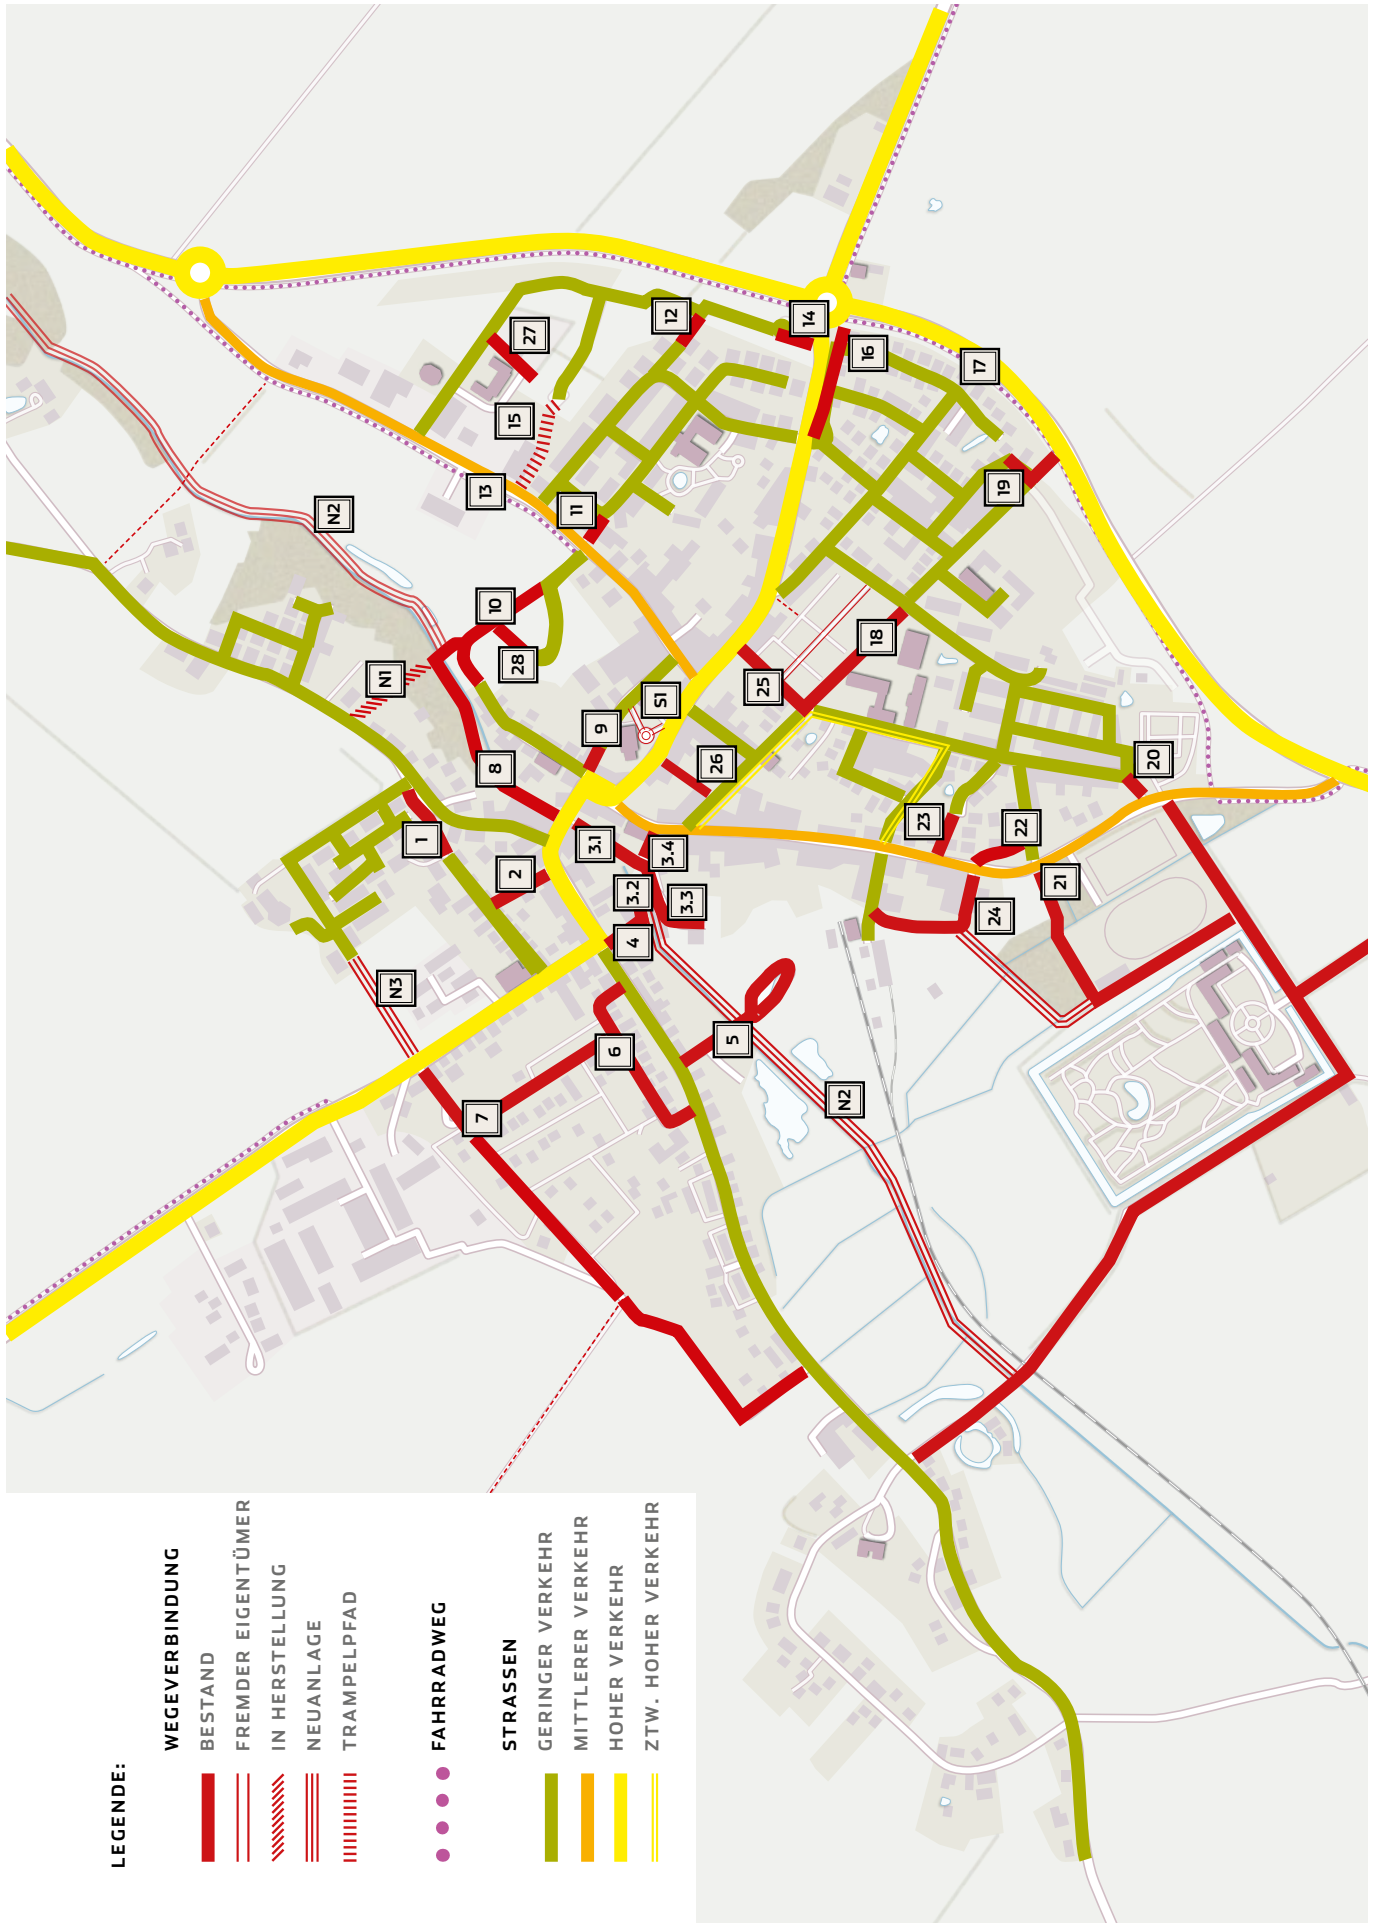 LEGENDE:
WEGEVERBINDUNG
BESTAND
FREMDER EIGENTÜMER
IN HERSTELLUNG
NEUANLAGE
TRAMPELPFAD
FAHRRADWEG
STRASSEN
GERINGER VERKEHR
MITTLERER VERKEHR
HOHER VERKEHR
ZTW. HOHER VERKEHR
N3
1
N1
N2
7
2
8
28
10
13
15
27
6
4
3.2
3.1
9
11
12
3.3
3.4
S1
5
26
25
14
N2
18
16
23
24
22
19
17
21
20